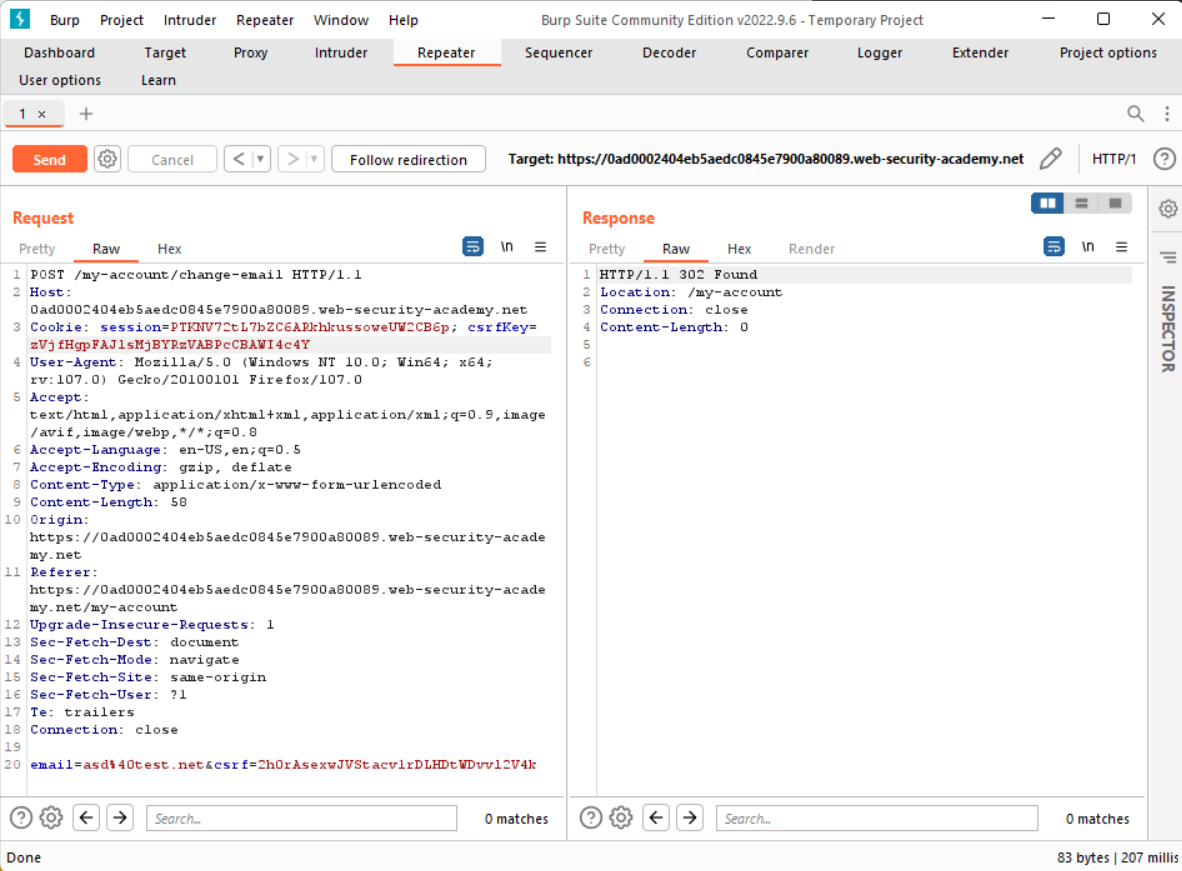 Burp Project Intruder Repeater Window Help Burp Suite Community Edition v2022.9.6 - Temporary Project
Dashboard Target Proxy Intruder Repeater Sequencer Decoder Comparer Logger Extender Project options
User options Learn
1 × +
Send Cancel < > Follow redirection Target: https://0ad0002404eb5aedc0845e7900a80089.web-security-academy.net HTTP/1 ?
Request
Pretty Raw Hex \n
1 POST /my-account/change-email HTTP/1.1
2 Host:
0ad0002404eb5aedc0845e7900a80089.web-security-academy.net
3 Cookie: session=PTKNV72tL7bZC6ARkhkussoweUW2CB6p; csrfKey=
zVjfHgpFAJlsMjBYRzVABPcCBAWI4c4Y
4 User-Agent: Mozilla/5.0 (Windows NT 10.0; Win64; x64;
rv:107.0) Gecko/20100101 Firefox/107.0
5 Accept:
text/html,application/xhtml+xml,application/xml;q=0.9,image
/avif,image/webp,*/*;q=0.8
6 Accept-Language: en-US,en;q=0.5
7 Accept-Encoding: gzip, deflate
8 Content-Type: application/x-www-form-urlencoded
9 Content-Length: 58
10 Origin:
https://0ad0002404eb5aedc0845e7900a80089.web-security-acade
my.net
11 Referer:
https://0ad0002404eb5aedc0845e7900a80089.web-security-acade
my.net/my-account
12 Upgrade-Insecure-Requests: 1
13 Sec-Fetch-Dest: document
14 Sec-Fetch-Mode: navigate
15 Sec-Fetch-Site: same-origin
16 Sec-Fetch-User: ?1
17 Te: trailers
18 Connection: close
19
20 email=asd%40test.net&csrf=2h0rAsexwJVStacvlrDLHDtWDvvl2V4k
? Search... 0 matches
Response
Pretty Raw Hex Render \n
1 HTTP/1.1 302 Found
2 Location: /my-account
3 Connection: close
4 Content-Length: 0
5
6
? Search... 0 matches
INSPECTOR
Done 83 bytes | 207 millis